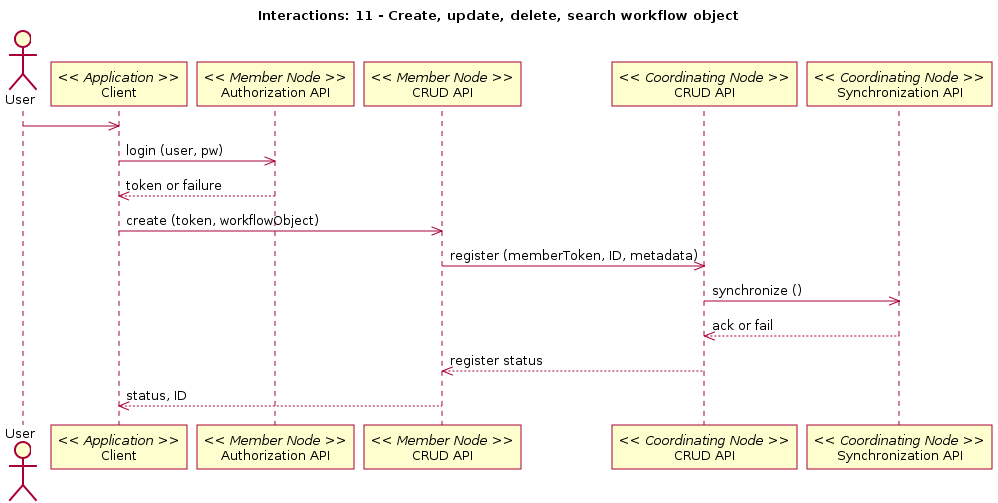 Interactions: 11 - Create, update, delete, search workflow object
User
<< Application >>
Client
<< Member Node >>
Authorization API
<< Member Node >>
CRUD API
<< Coordinating Node >>
CRUD API
<< Coordinating Node >>
Synchronization API
login (user, pw)
token or failure
create (token, workflowObject)
register (memberToken, ID, metadata)
synchronize ()
ack or fail
register status
status, ID
User
<< Application >>
Client
<< Member Node >>
Authorization API
<< Member Node >>
CRUD API
<< Coordinating Node >>
CRUD API
<< Coordinating Node >>
Synchronization API